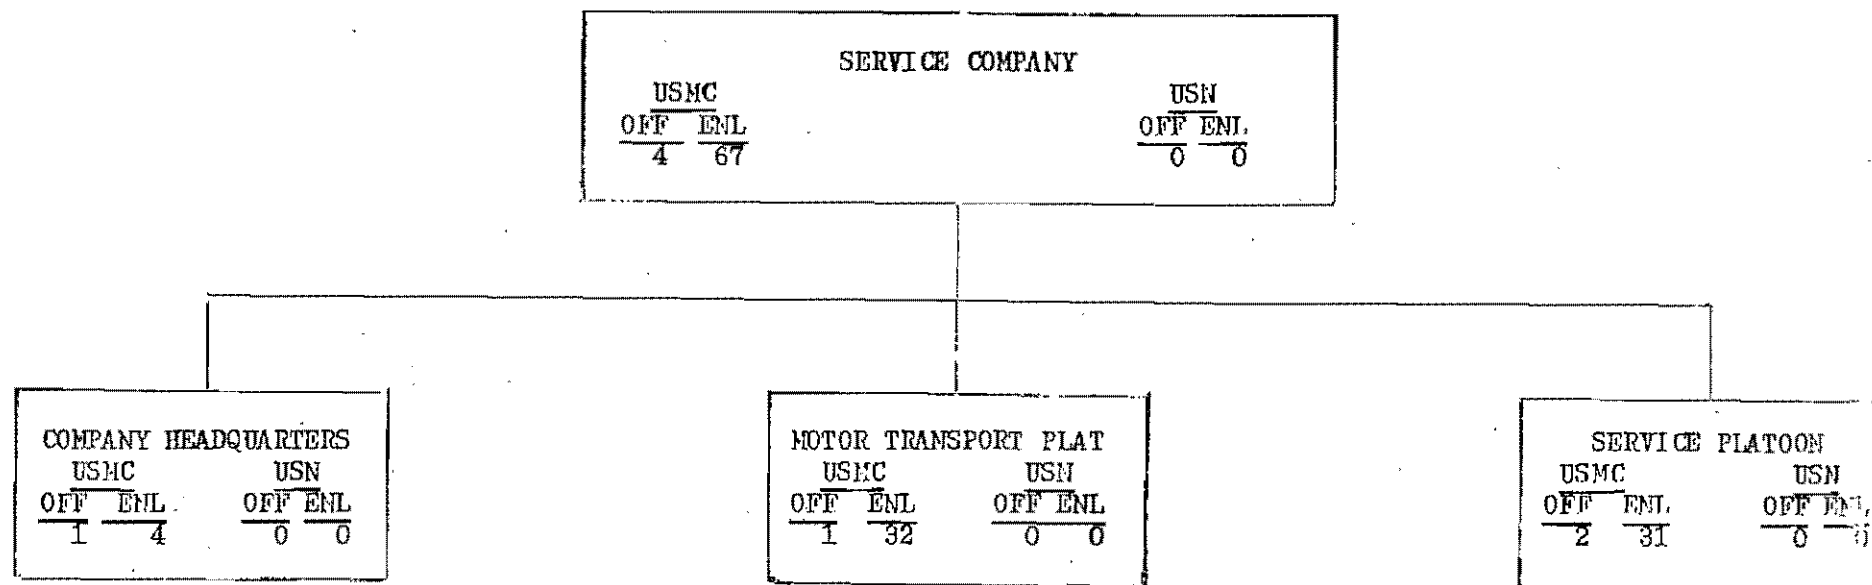 SERVICE COMPANY
USMC USN
OFF ENL OFF ENL
4 67 0 0
COMPANY HEADQUARTERS
USMC USN
OFF ENL OFF ENL
1 4 0 0
MOTOR TRANSPORT PLAT
USMC USN
OFF ENL OFF ENL
1 32 0 0
SERVICE PLATOON
USMC USN
OFF ENL OFF
2 31 0